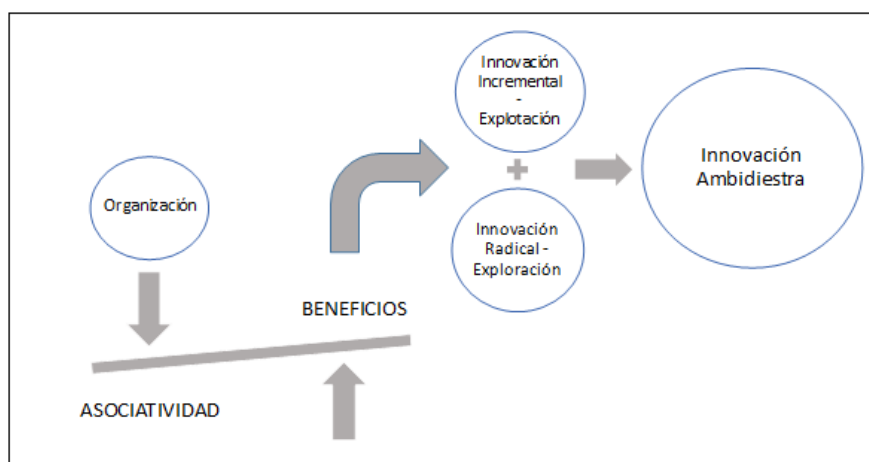 Organización
ASOCIATIVIDAD
BENEFICIOS
Innovación
Incremental
-
Explotación
+
Innovación
Radical -
Exploración
Innovación
Ambidiestra